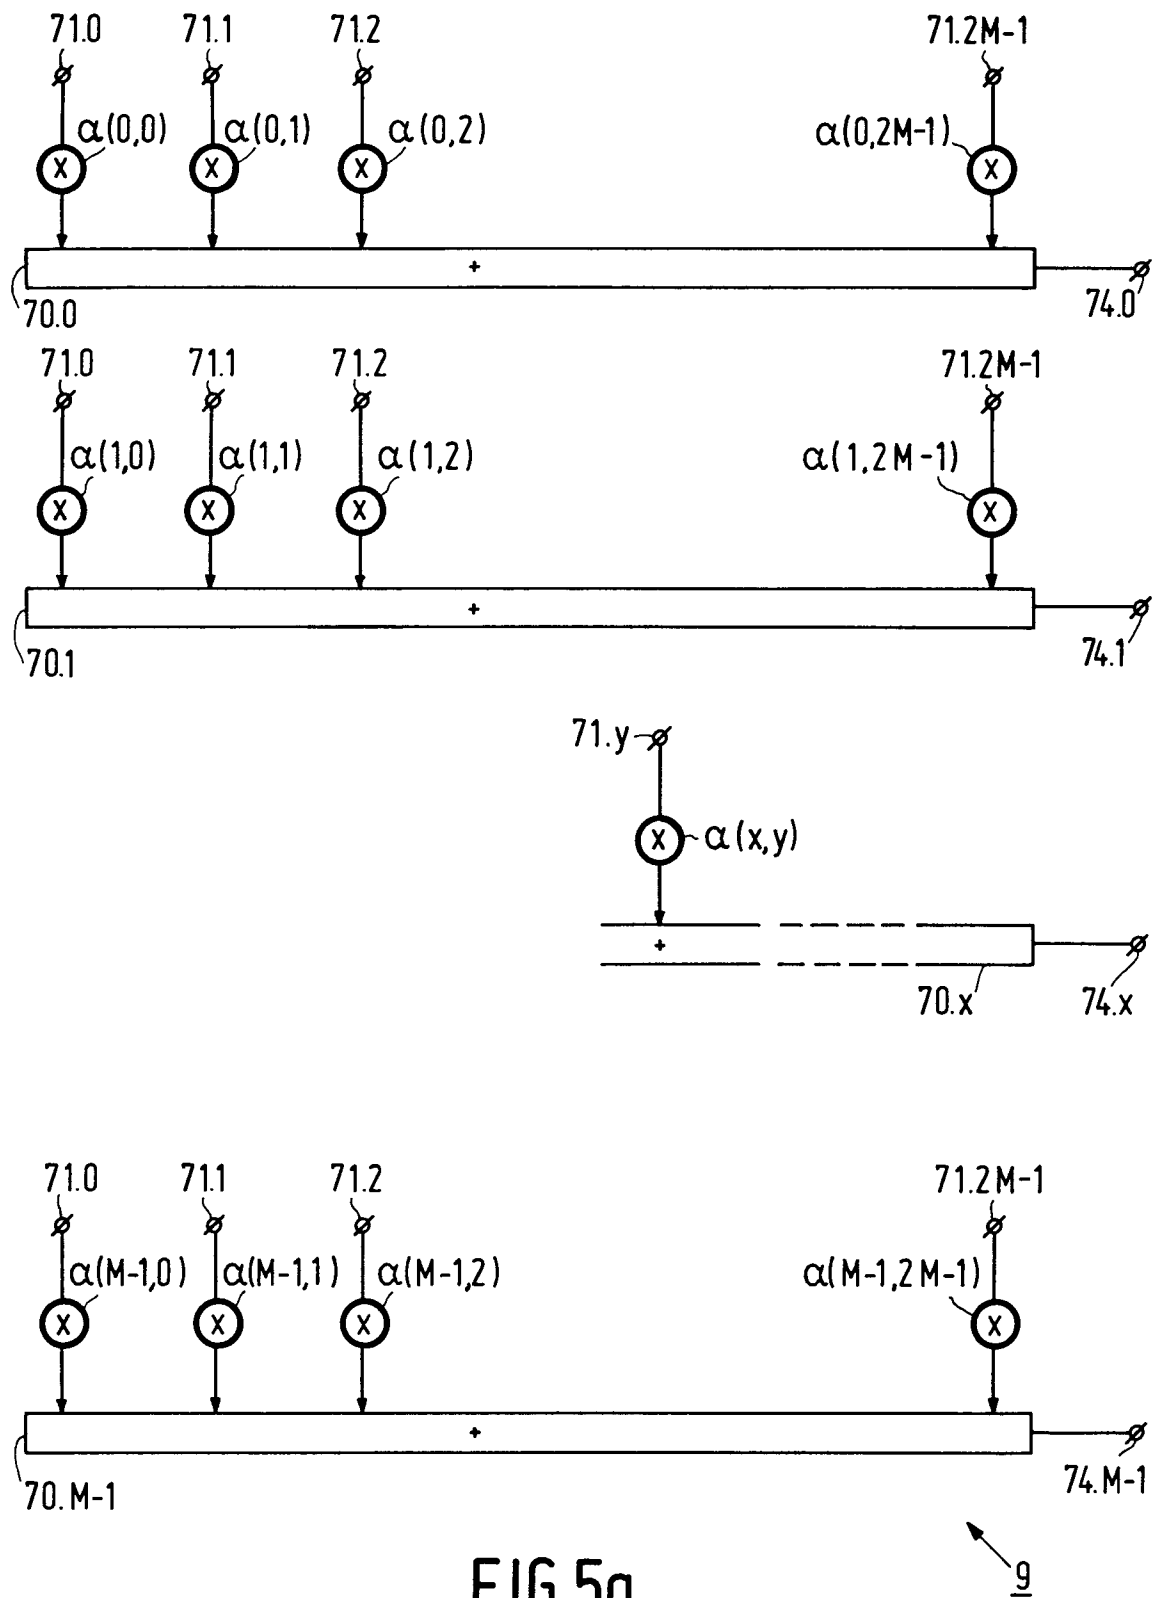 71.0 71.1 71.2 71.2M-1
α(0,0) α(0,1) α(0,2) α(0,2M-1)
X X X X
+
70.0 74.0
71.0 71.1 71.2 71.2M-1
α(1,0) α(1,1) α(1,2) α(1,2M-1)
X X X X
+
70.1 74.1
71.y
X α(x,y)
+
70.x 74.x
71.0 71.1 71.2 71.2M-1
α(M-1,0) α(M-1,1) α(M-1,2) α(M-1,2M-1)
X X X X
+
70.M-1 74.M-1
FIG.5a
9